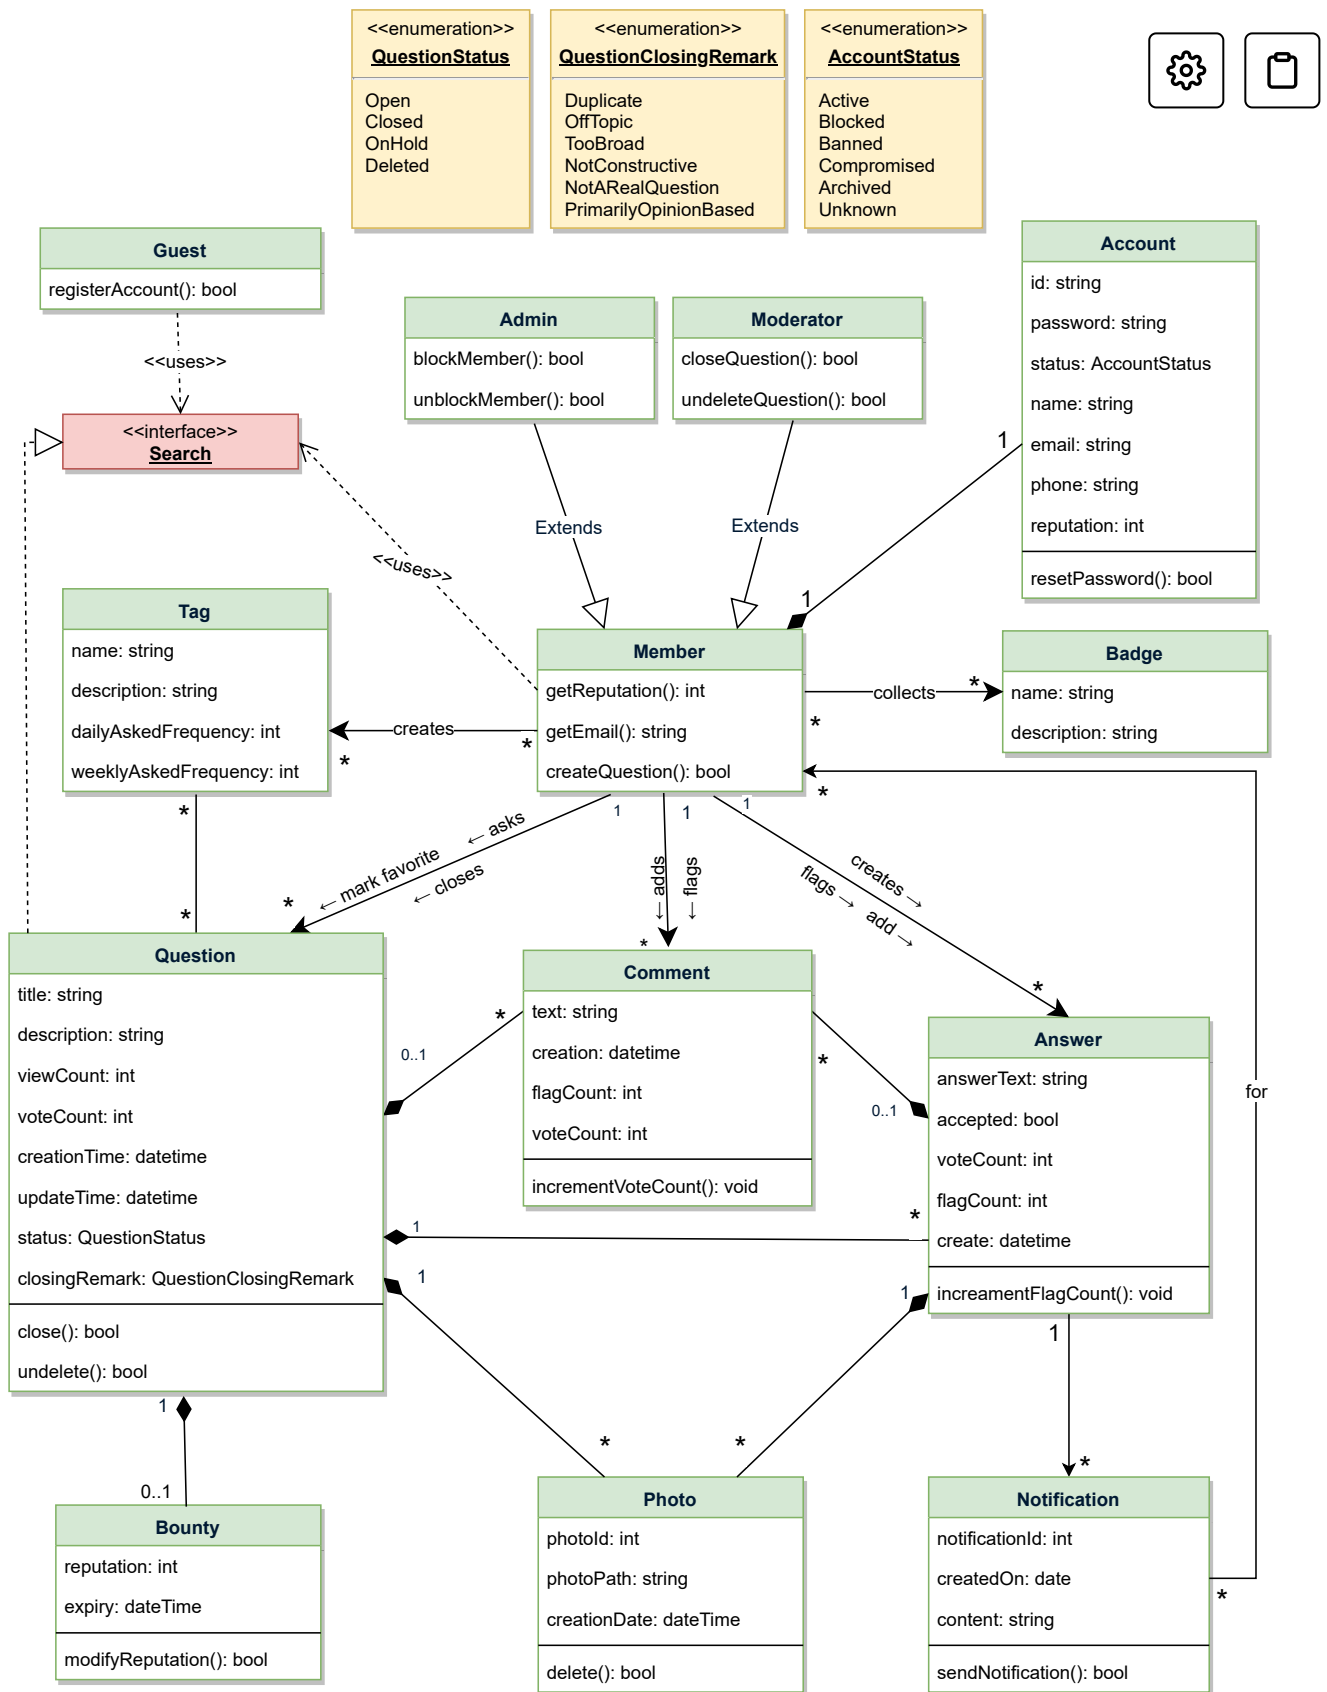 <<enumeration>>
QuestionStatus
Open
Closed
OnHold
Deleted
<<enumeration>>
QuestionClosingRemark
Duplicate
OffTopic
TooBroad
NotConstructive
NotARealQuestion
PrimarilyOpinionBased
<<enumeration>>
AccountStatus
Active
Blocked
Banned
Compromised
Archived
Unknown
Guest
registerAccount(): bool
<<uses>>
<<interface>>
Search
Admin
blockMember(): bool
unblockMember(): bool
Extends
Moderator
closeQuestion(): bool
undeleteQuestion(): bool
Extends
Account
id: string
password: string
status: AccountStatus
name: string
email: string
phone: string
reputation: int
resetPassword(): bool
1
1
<<uses>>
Tag
name: string
description: string
dailyAskedFrequency: int
weeklyAskedFrequency: int
creates
*
*
Member
getReputation(): int
getEmail(): string
createQuestion(): bool
collects
*
*
Badge
name: string
description: string
*
*
*
1
← asks
← mark favorite
← closes
*
1
← adds
← flags
*
1
creates →
flags →
add →
*
Question
title: string
description: string
viewCount: int
voteCount: int
creationTime: datetime
updateTime: datetime
status: QuestionStatus
closingRemark: QuestionClosingRemark
close(): bool
undelete(): bool
*
0..1
Comment
text: string
creation: datetime
flagCount: int
voteCount: int
incrementVoteCount(): void
*
0..1
Answer
answerText: string
accepted: bool
voteCount: int
flagCount: int
create: datetime
increamentFlagCount(): void
for
1
*
1
*
1
*
1
*
1
0..1
Bounty
reputation: int
expiry: dateTime
modifyReputation(): bool
Photo
photoId: int
photoPath: string
creationDate: dateTime
delete(): bool
Notification
notificationId: int
createdOn: date
content: string
sendNotification(): bool
*